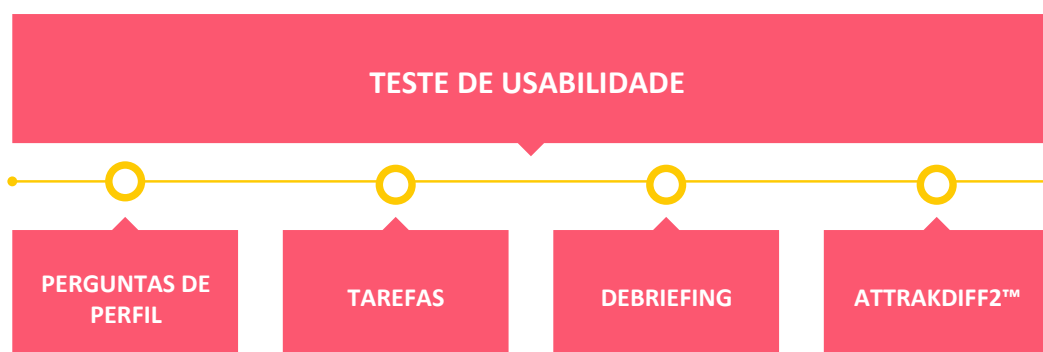 TESTE DE USABILIDADE
PERGUNTAS DE
PERFIL
TAREFAS
DEBRIEFING
ATTRAKDIFF2™